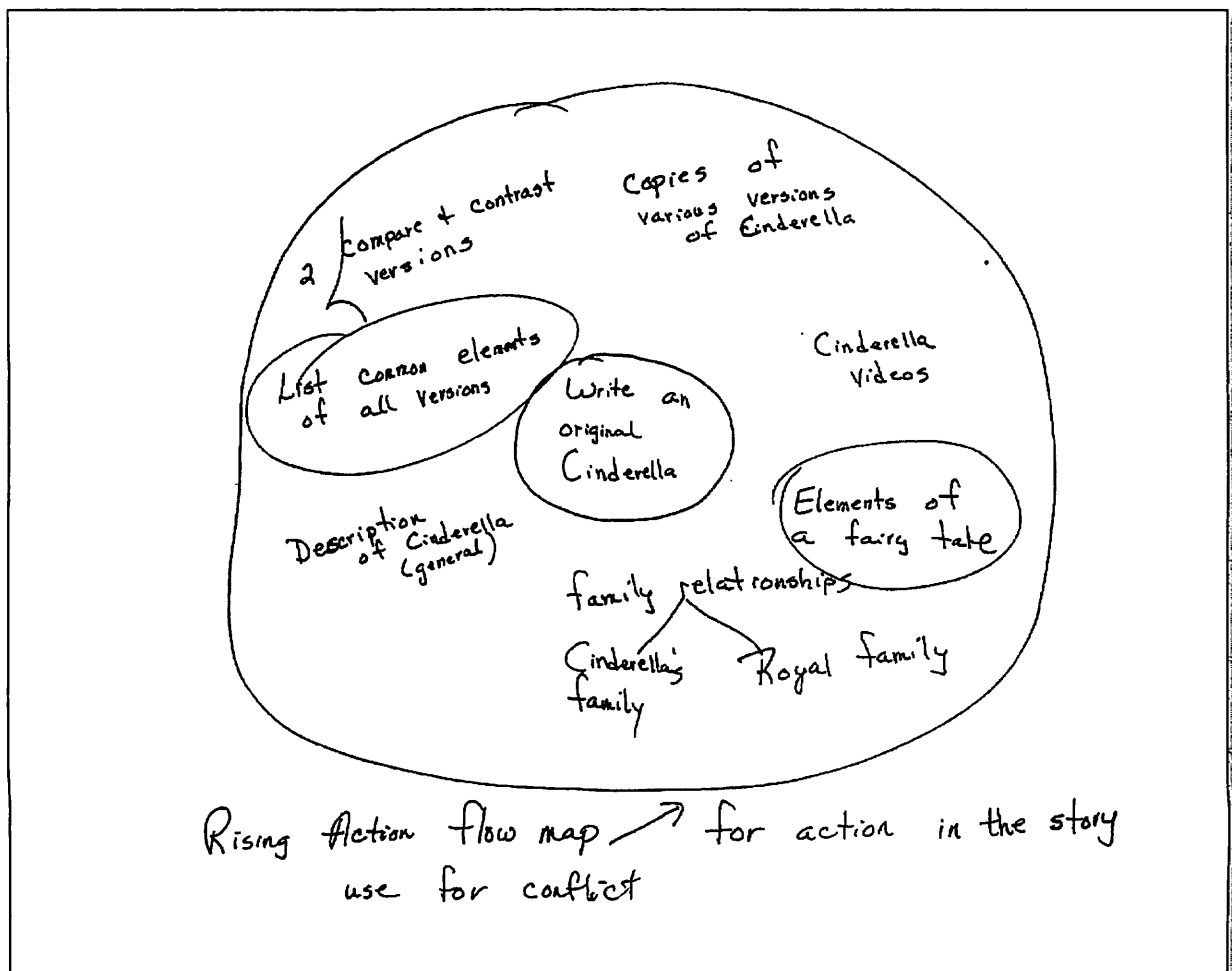 2 Compare & contrast
versions
Copies of
various versions
of Cinderella
List common elements
of all versions
Write an
original
Cinderella
Cinderella
videos
Elements of
a fairy tale
Description
of Cinderella
(general)
family relationships
Cinderella's
family
Royal family
Rising Action flow map for action in the story
use for conflict